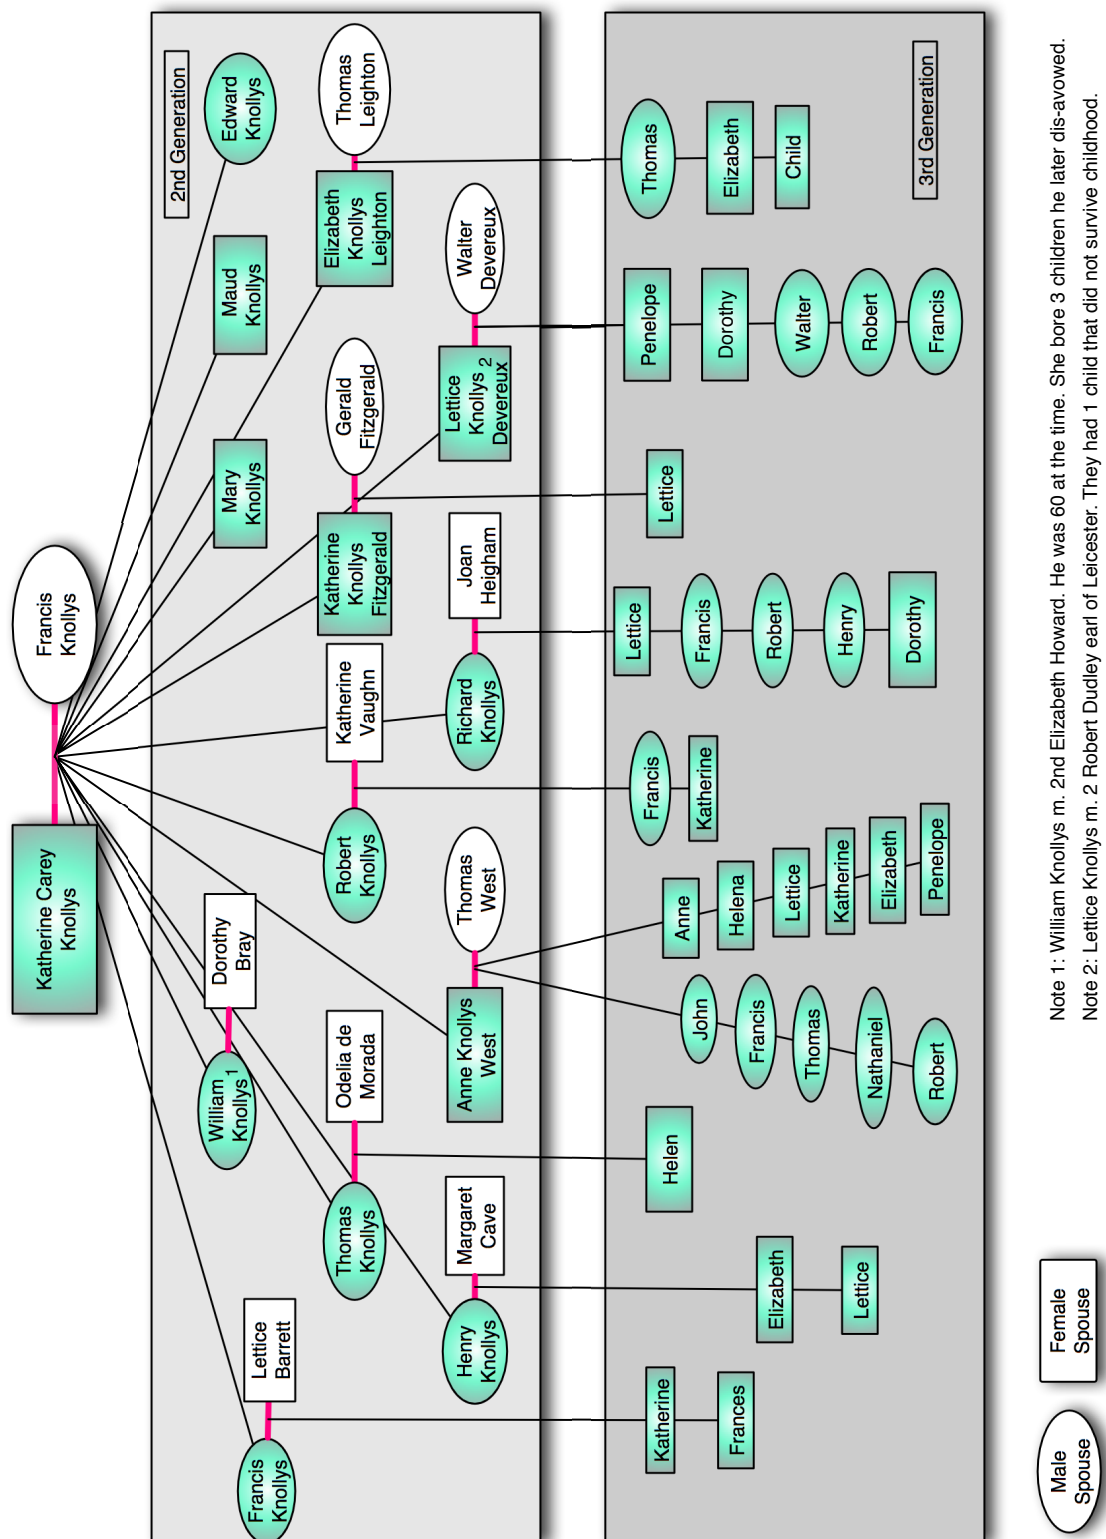 Katherine Carey
Knollys
Francis
Knollys
2nd Generation
Edward
Knollys
Maud
Knollys
Mary
Knollys
William
Knollys 1
Dorothy
Bray
Francis
Knollys
Lettice
Barrett
Thomas
Knollys
Odelia de
Morada
Robert
Knollys
Katherine
Vaughn
Katherine
Knollys
Fitzgerald
Gerald
Fitzgerald
Elizabeth
Knollys
Leighton
Thomas
Leighton
Henry
Knollys
Margaret
Cave
Anne Knollys
West
Thomas
West
Richard
Knollys
Joan
Heigham
Lettice
Knollys 2
Devereux
Walter
Devereux
3rd Generation
Katherine
Frances
Elizabeth
Lettice
Helen
John
Francis
Thomas
Nathaniel
Robert
Anne
Helena
Lettice
Katherine
Elizabeth
Penelope
Francis
Katherine
Lettice
Francis
Robert
Henry
Dorothy
Lettice
Penelope
Dorothy
Walter
Robert
Francis
Thomas
Elizabeth
Child
Male
Spouse
Female
Spouse
Note 1: William Knollys m. 2nd Elizabeth Howard. He was 60 at the time. She bore 3 children he later dis-avowed.
Note 2: Lettice Knollys m. 2 Robert Dudley earl of Leicester. They had 1 child that did not survive childhood.